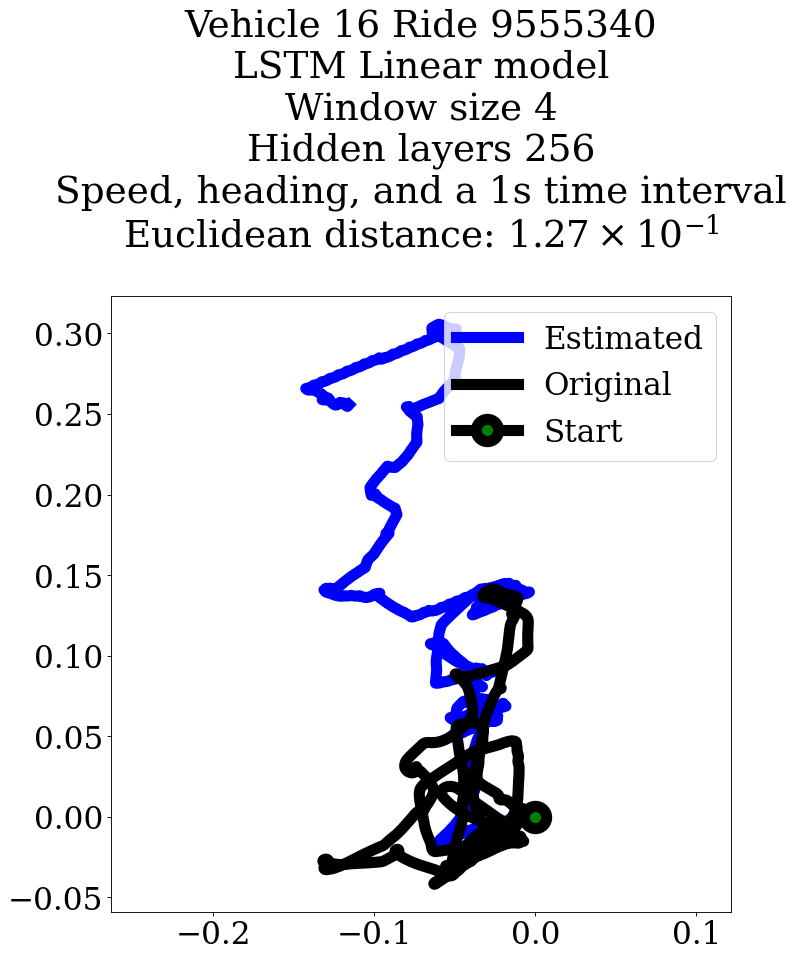 Vehicle 16 Ride 9555340
LSTM Linear model
Window size 4
Hidden layers 256
Speed, heading, and a 1s time interval
Euclidean distance: 1.27 × 10⁻¹
Estimated
Original
Start
0.30
0.25
0.20
0.15
0.10
0.05
0.00
−0.05
−0.2 −0.1 0.0 0.1